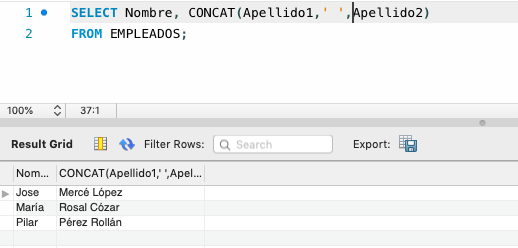 1 SELECT Nombre, CONCAT(Apellido1,' ',Apellido2)
2 FROM EMPLEADOS;
100% 37:1
Result Grid Filter Rows: Search Export:
Nom... CONCAT(Apellido1,' ',Apel...
Jose Mercé López
María Rosal Cózar
Pilar Pérez Rollán